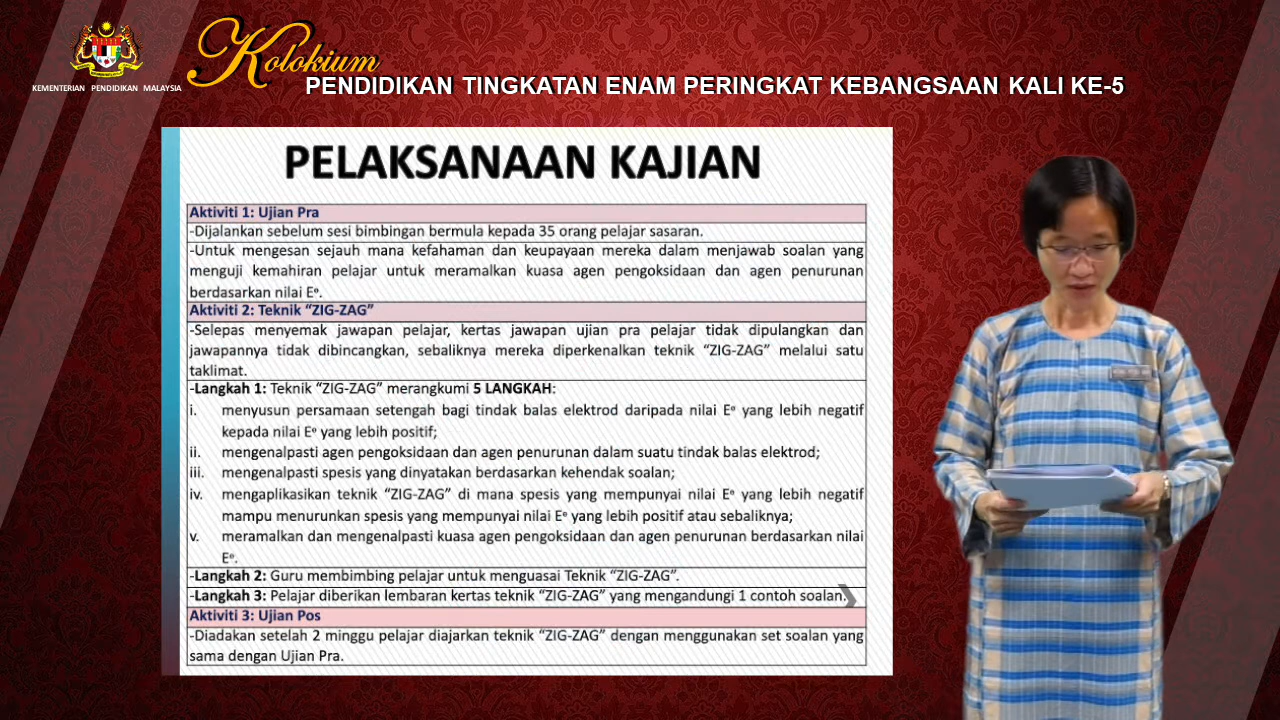 Kolokium
KEMENTERIAN PENDIDIKAN MALAYSIA
PENDIDIKAN TINGKATAN ENAM PERINGKAT KEBANGSAAN KALI KE-5
PELAKSANAAN KAJIAN
Aktiviti 1: Ujian Pra
-Dijalankan sebelum sesi bimbingan bermula kepada 35 orang pelajar sasaran.
-Untuk mengesan sejauh mana kefahaman dan keupayaan mereka dalam menjawab soalan yang
menguji kemahiran pelajar untuk meramalkan kuasa agen pengoksidaan dan agen penurunan
berdasarkan nilai Eº.
Aktiviti 2: Teknik “ZIG-ZAG”
-Selepas menyemak jawapan pelajar, kertas jawapan ujian pra pelajar tidak dipulangkan dan
jawapannya tidak dibincangkan, sebaliknya mereka diperkenalkan teknik “ZIG-ZAG” melalui satu
taklimat.
-Langkah 1: Teknik “ZIG-ZAG” merangkumi 5 LANGKAH:
i. menyusun persamaan setengah bagi tindak balas elektrod daripada nilai Eº yang lebih negatif
kepada nilai Eº yang lebih positif;
ii. mengenalpasti agen pengoksidaan dan agen penurunan dalam suatu tindak balas elektrod;
iii. mengenalpasti spesis yang dinyatakan berdasarkan kehendak soalan;
iv. mengaplikasikan teknik “ZIG-ZAG” di mana spesis yang mempunyai nilai Eº yang lebih negatif
mampu menurunkan spesis yang mempunyai nilai Eº yang lebih positif atau sebaliknya;
v. meramalkan dan mengenalpasti kuasa agen pengoksidaan dan agen penurunan berdasarkan nilai
Eº.
-Langkah 2: Guru membimbing pelajar untuk menguasai Teknik “ZIG-ZAG”.
-Langkah 3: Pelajar diberikan lembaran kertas teknik “ZIG-ZAG” yang mengandungi 1 contoh soalan.
Aktiviti 3: Ujian Pos
-Diadakan setelah 2 minggu pelajar diajarkan teknik “ZIG-ZAG” dengan menggunakan set soalan yang
sama dengan Ujian Pra.